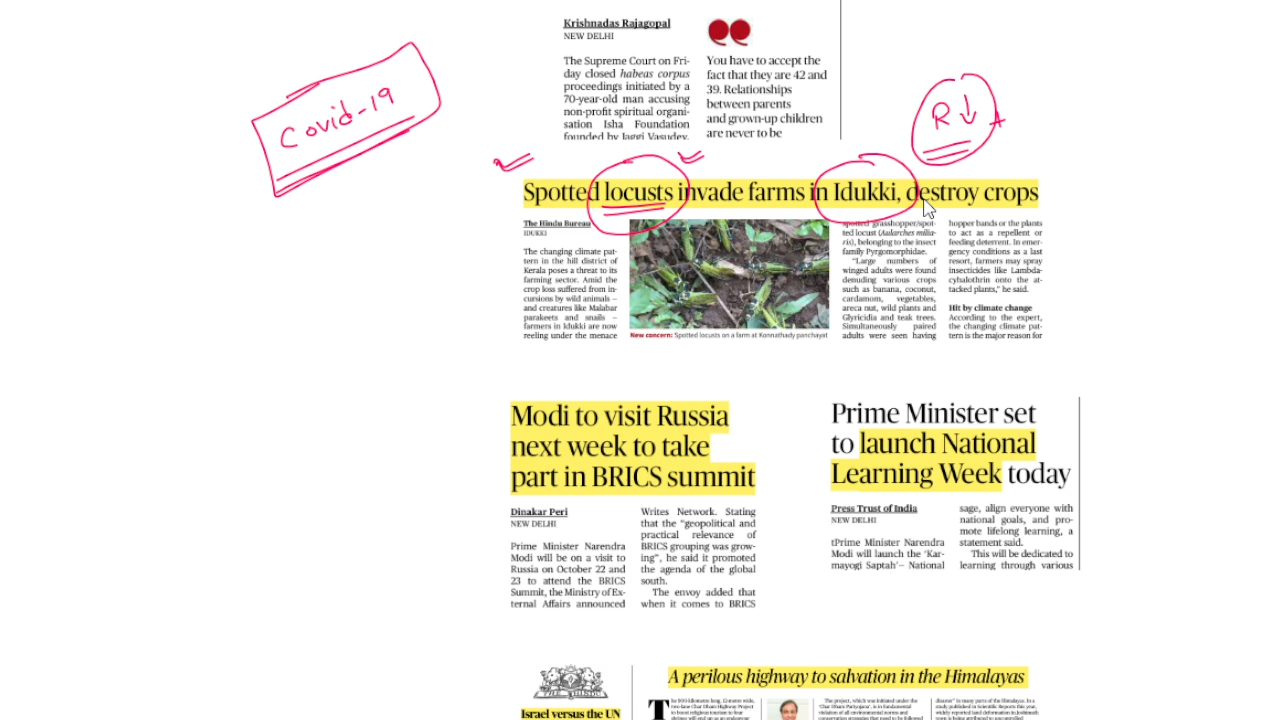 Krishnadas Rajagopal
NEW DELHI
The Supreme Court on Fri-
day closed habeas corpus
proceedings initiated by a
70-year-old man accusing
non-profit spiritual organi-
sation Isha Foundation
founded by Jaggi Vasudev,
You have to accept the
fact that they are 42 and
39. Relationships
between parents
and grown-up children
are never to be
Covid-19
R↓
Spotted locusts invade farms in Idukki, destroy crops
The Hindu Bureau
IDUKKI
The changing climate pat-
tern in the hill district of
Kerala poses a threat to its
farming sector. Amid the
crop loss suffered from in-
cursions by wild animals –
and creatures like Malabar
parakeets and snails –
farmers in Idukki are now
reeling under the menace
New concern: Spotted locusts on a farm at Konnathady panchayat
spotted grasshopper/spot-
ted locust (Aularches milia-
ris), belonging to the insect
family Pyrgomorphidae.
“Large numbers of
winged adults were found
denuding various crops
such as banana, coconut,
cardamom, vegetables,
areca nut, wild plants and
Glyricidia and teak trees.
Simultaneously paired
adults were seen having
hopper bands or the plants
to act as a repellent or
feeding deterrent. In emer-
gency conditions as a last
resort, farmers may spray
insecticides like Lambda-
cyhalothrin onto the at-
tacked plants,” he said.
Hit by climate change
According to the expert,
the changing climate pat-
tern is the major reason for
Modi to visit Russia
next week to take
part in BRICS summit
Dinakar Peri
NEW DELHI
Prime Minister Narendra
Modi will be on a visit to
Russia on October 22 and
23 to attend the BRICS
Summit, the Ministry of Ex-
ternal Affairs announced
Writes Network. Stating
that the “geopolitical and
practical relevance of
BRICS grouping was grow-
ing”, he said it promoted
the agenda of the global
south.
The envoy added that
when it comes to BRICS
Prime Minister set
to launch National
Learning Week today
Press Trust of India
NEW DELHI
tPrime Minister Narendra
Modi will launch the ‘Kar-
mayogi Saptah’– National
sage, align everyone with
national goals, and pro-
mote lifelong learning, a
statement said.
This will be dedicated to
learning through various
THE HINDU
Israel versus the UN
A perilous highway to salvation in the Himalayas